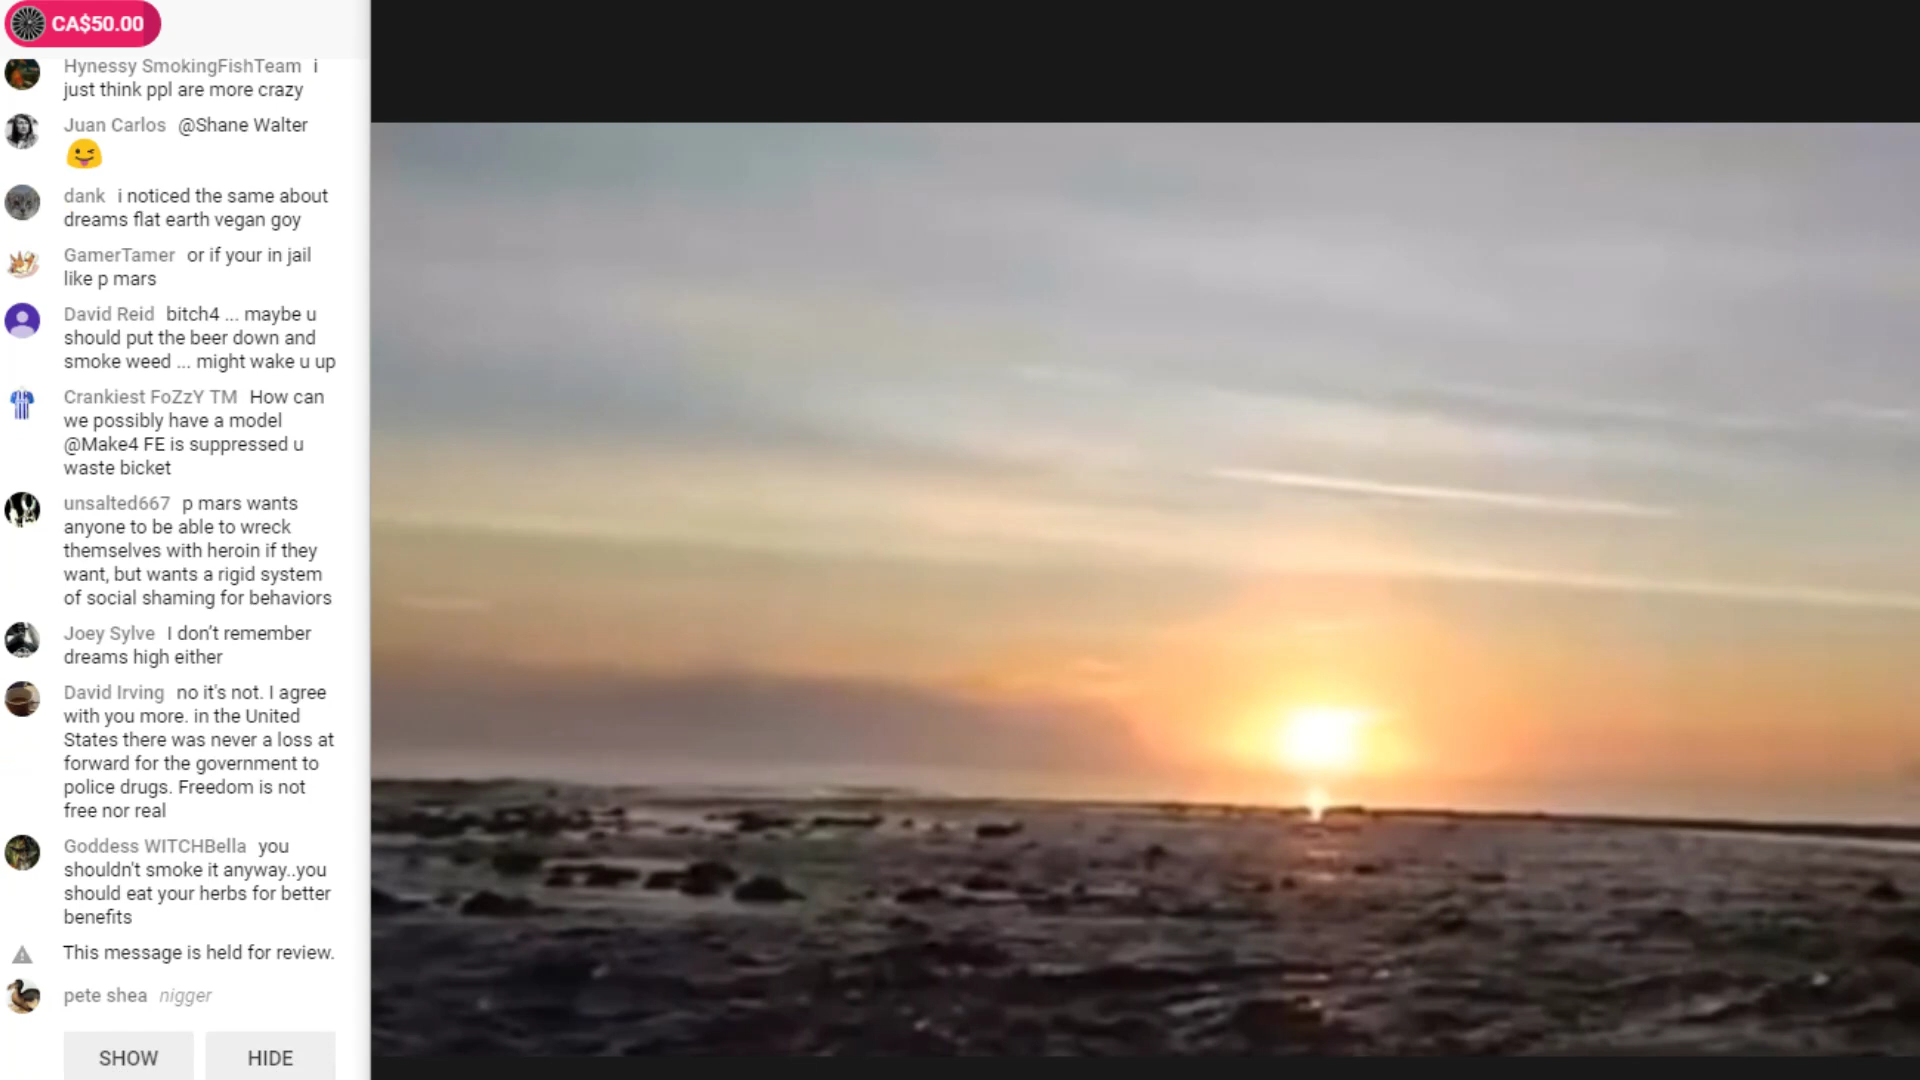 CA$50.00
Hynessy SmokingFishTeam i
just think ppl are more crazy
Juan Carlos @Shane Walter
dank i noticed the same about
dreams flat earth vegan goy
GamerTamer or if your in jail
like p mars
David Reid bitch4 ... maybe u
should put the beer down and
smoke weed ... might wake u up
Crankiest FoZzY TM How can
we possibly have a model
@Make4 FE is suppressed u
waste bicket
unsalted667 p mars wants
anyone to be able to wreck
themselves with heroin if they
want, but wants a rigid system
of social shaming for behaviors
Joey Sylve I don’t remember
dreams high either
David Irving no it's not. I agree
with you more. in the United
States there was never a loss at
forward for the government to
police drugs. Freedom is not
free nor real
Goddess WITCHBella you
shouldn't smoke it anyway..you
should eat your herbs for better
benefits
This message is held for review.
pete shea nigger
SHOW HIDE